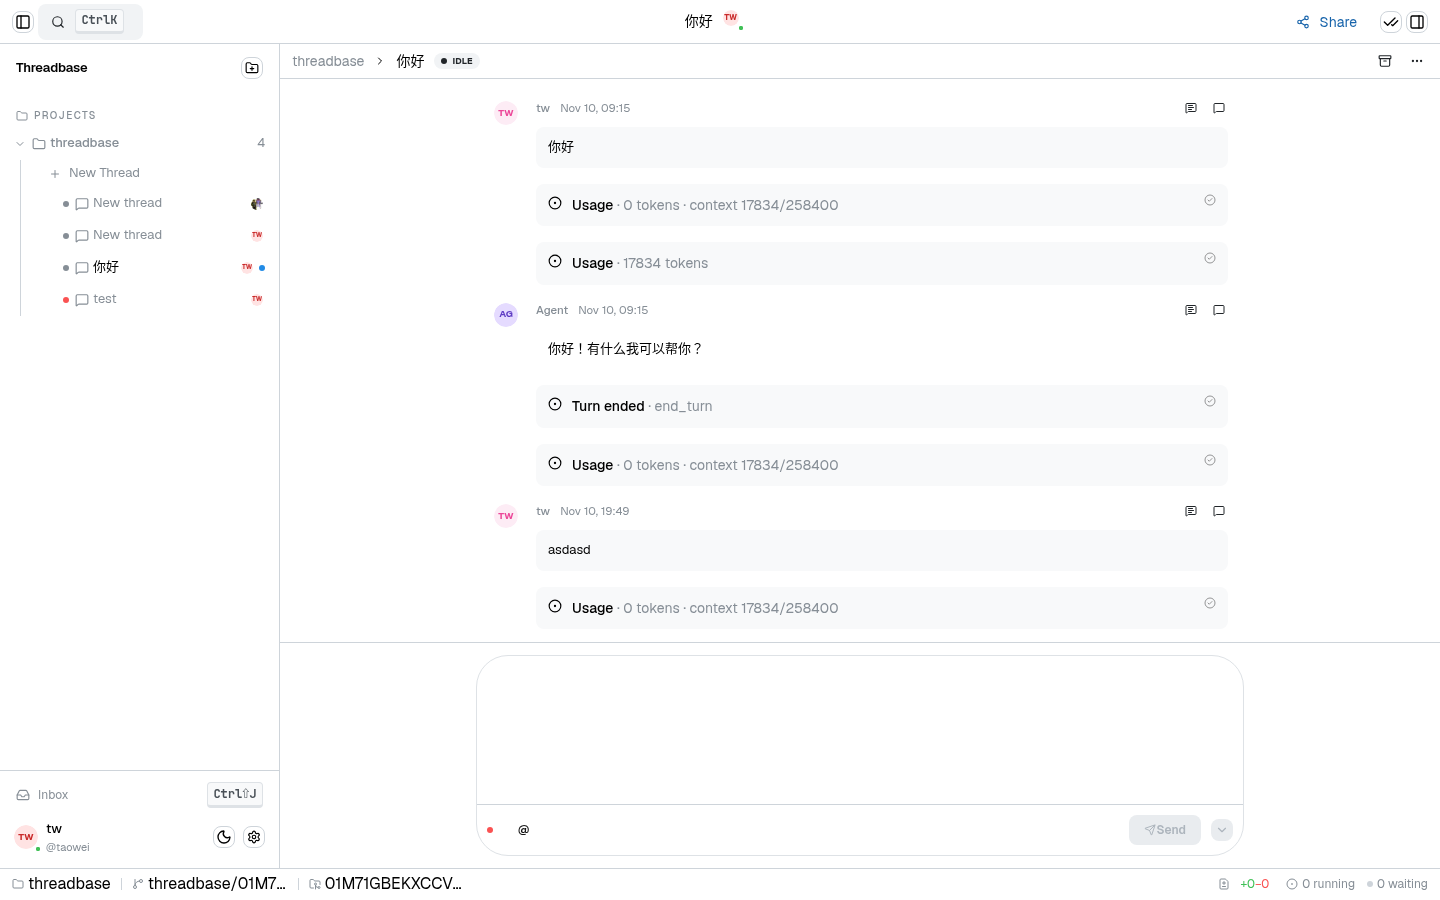 CtrlK
你好
TW
Share
Threadbase
PROJECTS
threadbase 4
New Thread
New thread
New thread TW
你好 TW
test TW
Inbox Ctrl⇧J
TW tw
@taowei
threadbase > 你好 IDLE
TW tw Nov 10, 09:15
你好
Usage · 0 tokens · context 17834/258400
Usage · 17834 tokens
AG Agent Nov 10, 09:15
你好！有什么我可以帮你？
Turn ended · end_turn
Usage · 0 tokens · context 17834/258400
TW tw Nov 10, 19:49
asdasd
Usage · 0 tokens · context 17834/258400
@ Send
threadbase threadbase/01M7... 01M71GBEKXCCV... +0−0 0 running 0 waiting